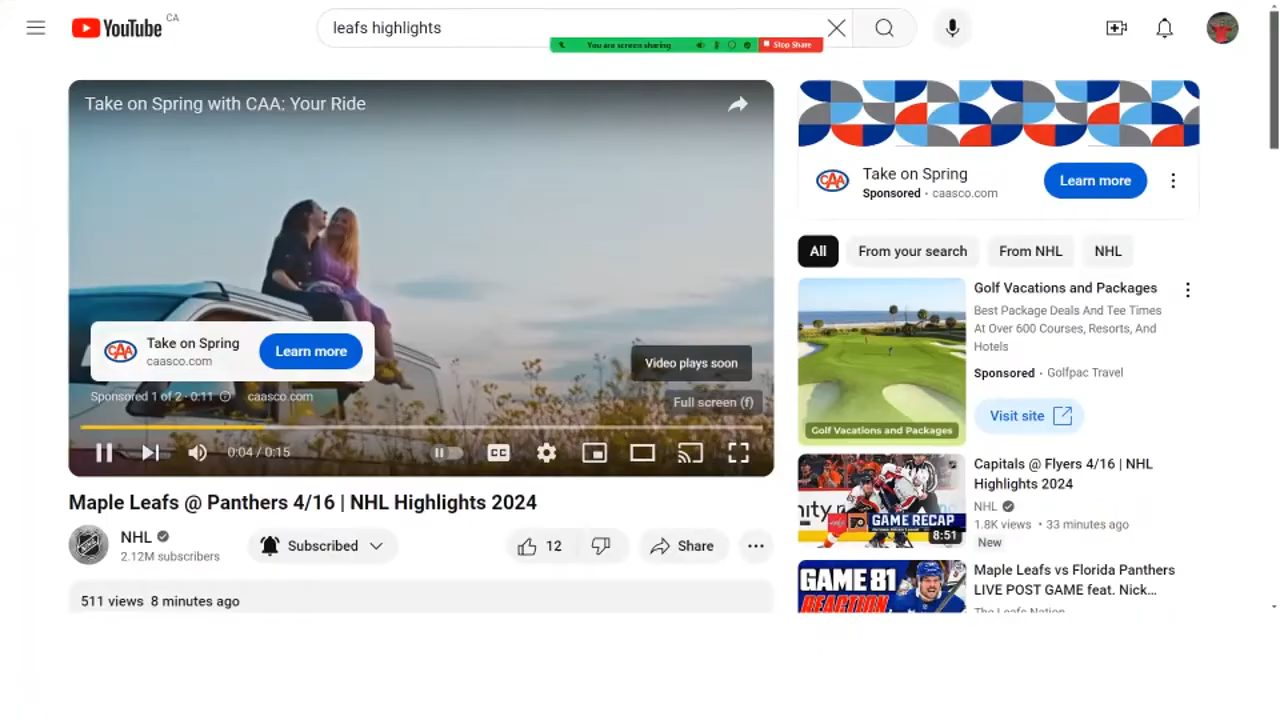 YouTube CA
leafs highlights
You are screen sharing
Stop Share
Take on Spring with CAA: Your Ride
CAA
Take on Spring
caasco.com
Learn more
Video plays soon
Sponsored 1 of 2 · 0:11
caasco.com
Full screen (f)
0:04 / 0:15
CC
Maple Leafs @ Panthers 4/16 | NHL Highlights 2024
NHL
2.12M subscribers
Subscribed
12
Share
511 views 8 minutes ago
CAA
Take on Spring
Sponsored · caasco.com
Learn more
All
From your search
From NHL
NHL
Golf Vacations and Packages
Golf Vacations and Packages
Best Package Deals And Tee Times
At Over 600 Courses, Resorts, And
Hotels
Sponsored · Golfpac Travel
Visit site
GAME RECAP
8:51
Capitals @ Flyers 4/16 | NHL
Highlights 2024
NHL
1.8K views · 33 minutes ago
New
GAME 81
REACTION
Maple Leafs vs Florida Panthers
LIVE POST GAME feat. Nick...
The Leafs Nation